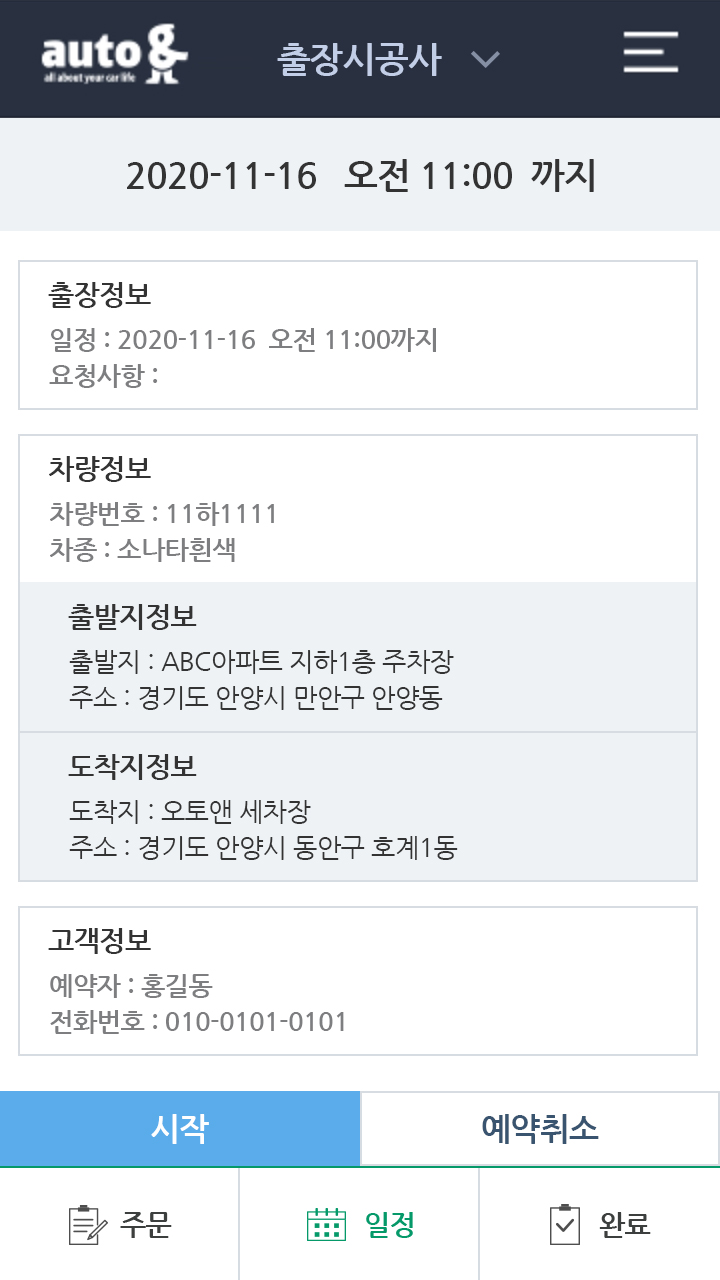 auto&
all about your car life
출장시공사
2020-11-16 오전 11:00 까지
출장정보
일정 : 2020-11-16 오전 11:00까지
요청사항 :
차량정보
차량번호 : 11하1111
차종 : 소나타흰색
출발지정보
출발지 : ABC아파트 지하1층 주차장
주소 : 경기도 안양시 만안구 안양동
도착지정보
도착지 : 오토앤 세차장
주소 : 경기도 안양시 동안구 호계1동
고객정보
예약자 : 홍길동
전화번호 : 010-0101-0101
시작 예약취소
주문 일정 완료